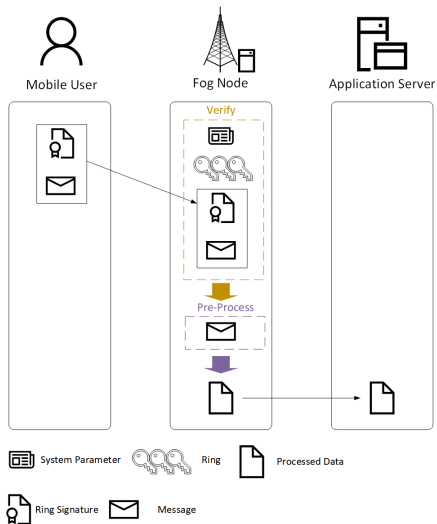 Mobile User
Fog Node
Application Server
Verify
Pre-Process
System Parameter
Ring
Processed Data
Ring Signature
Message